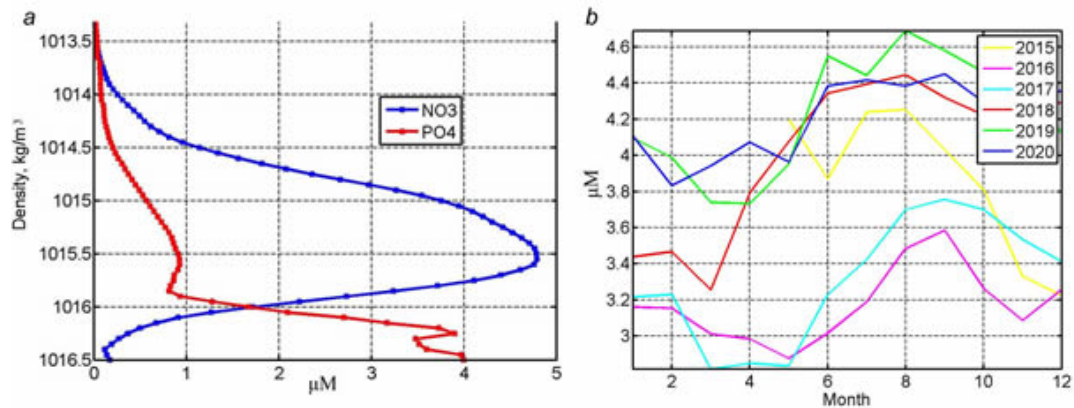 a
1013.5
1014
1014.5
1015
1015.5
1016
1016.5
Density, kg/m³
0 1 2 3 4 5
μM
NO3
PO4
b
4.6
4.4
4.2
4
3.8
3.6
3.4
3.2
3
μM
2 4 6 8 10 12
Month
2015
2016
2017
2018
2019
2020